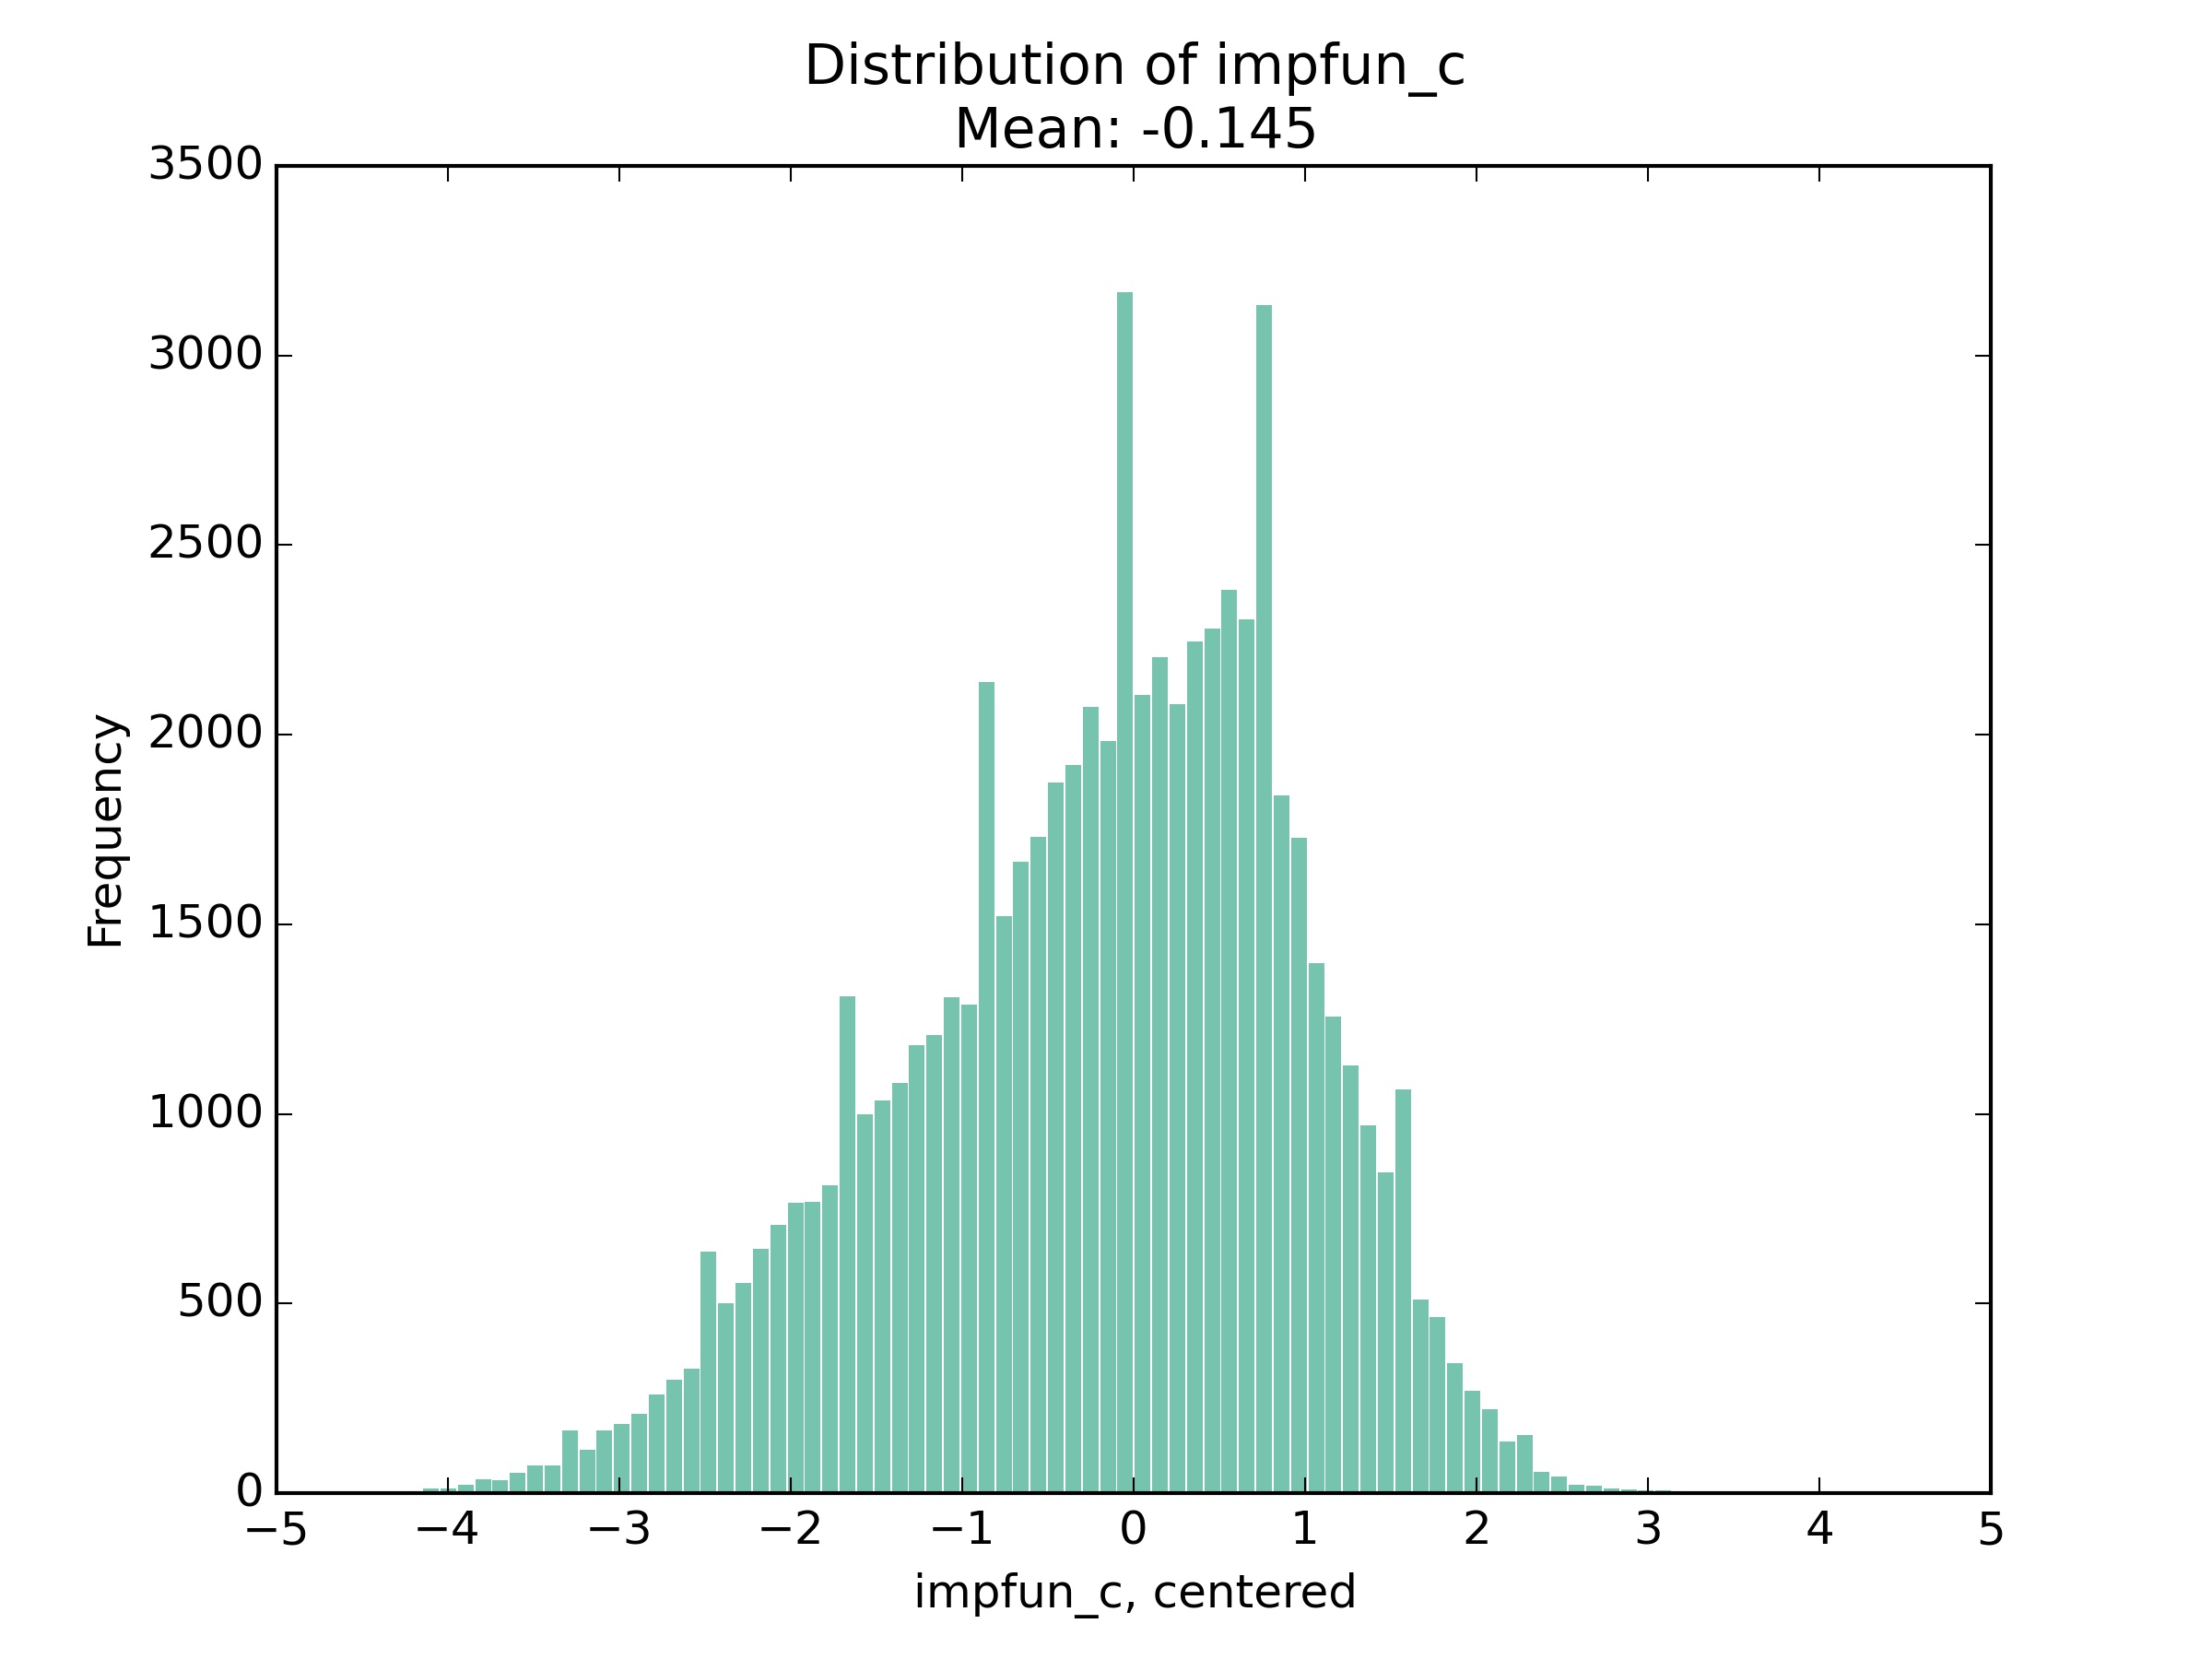 Distribution of impfun_c
Mean: -0.145
3500
3000
2500
2000
1500
1000
500
0
Frequency
−5 −4 −3 −2 −1 0 1 2 3 4 5
impfun_c, centered